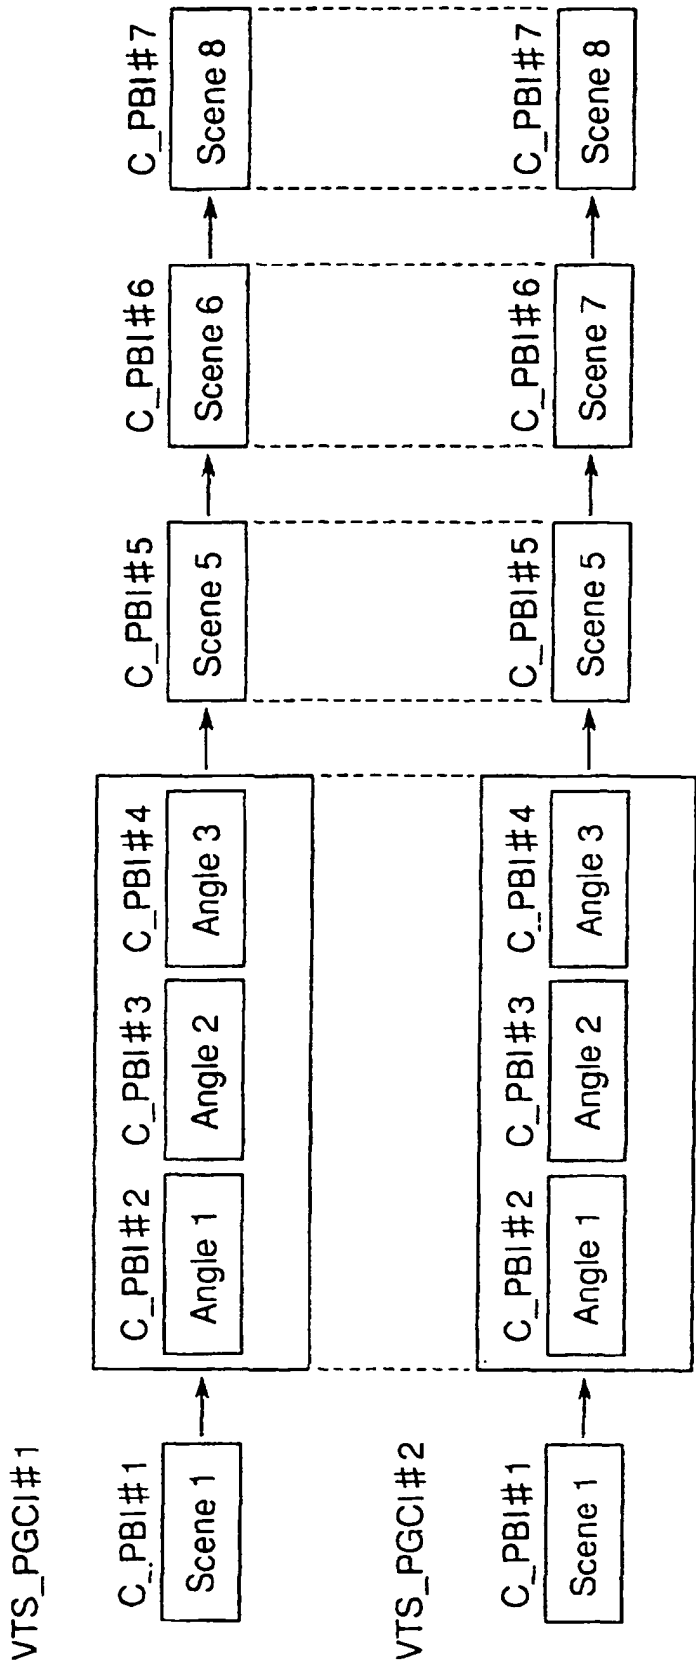 VTS_PGCI#1
C_PBI#1
Scene 1
C_PBI#2
Angle 1
C_PBI#3
Angle 2
C_PBI#4
Angle 3
C_PBI#5
Scene 5
C_PBI#6
Scene 6
C_PBI#7
Scene 8
VTS_PGCI#2
C_PBI#1
Scene 1
C_PBI#2
Angle 1
C_PBI#3
Angle 2
C_PBI#4
Angle 3
C_PBI#5
Scene 5
C_PBI#6
Scene 7
C_PBI#7
Scene 8